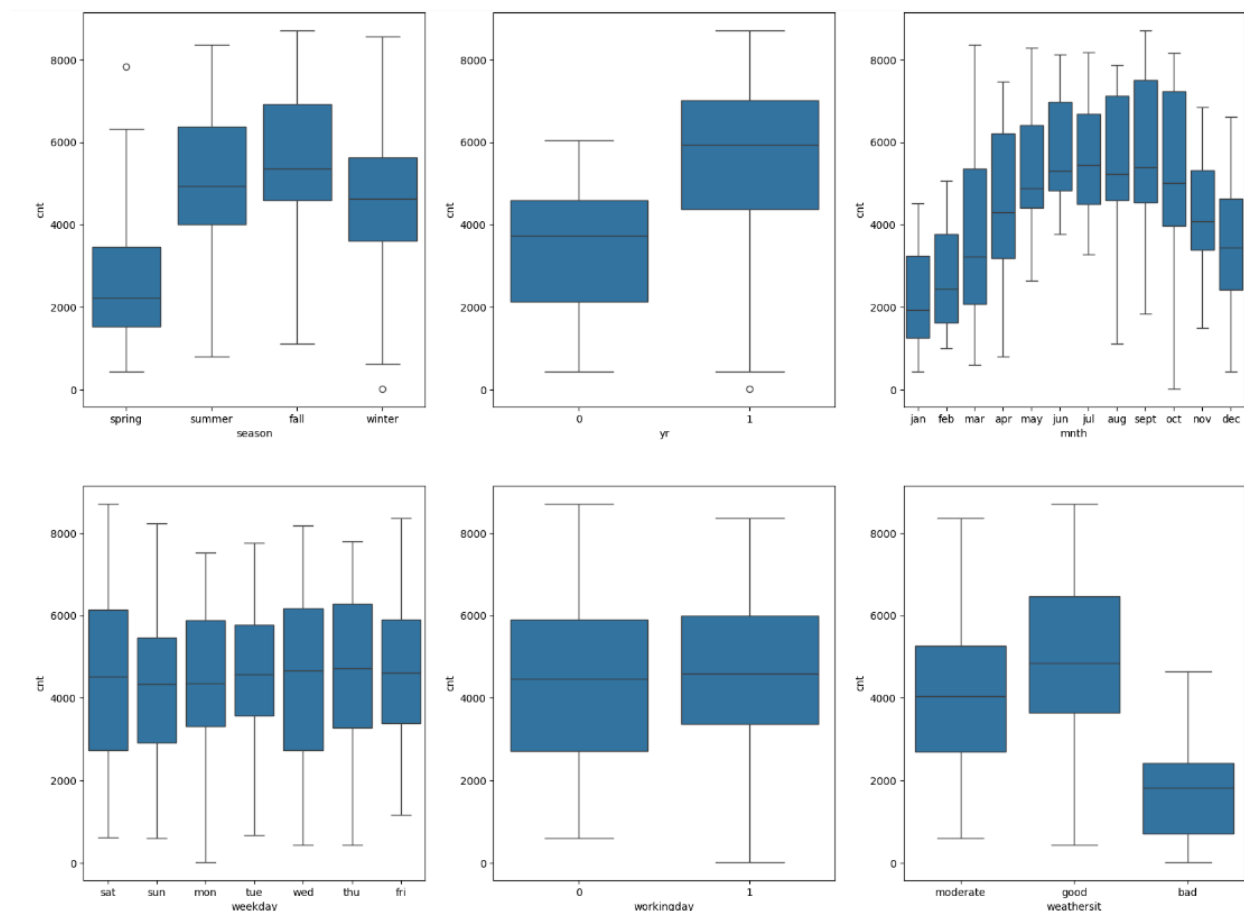 cnt
8000
6000
4000
2000
0
spring summer fall winter
season
cnt
8000
6000
4000
2000
0
0 1
yr
cnt
8000
6000
4000
2000
0
jan feb mar apr may jun jul aug sept oct nov dec
mnth
cnt
8000
6000
4000
2000
0
sat sun mon tue wed thu fri
weekday
cnt
8000
6000
4000
2000
0
0 1
workingday
cnt
8000
6000
4000
2000
0
moderate good bad
weathersit